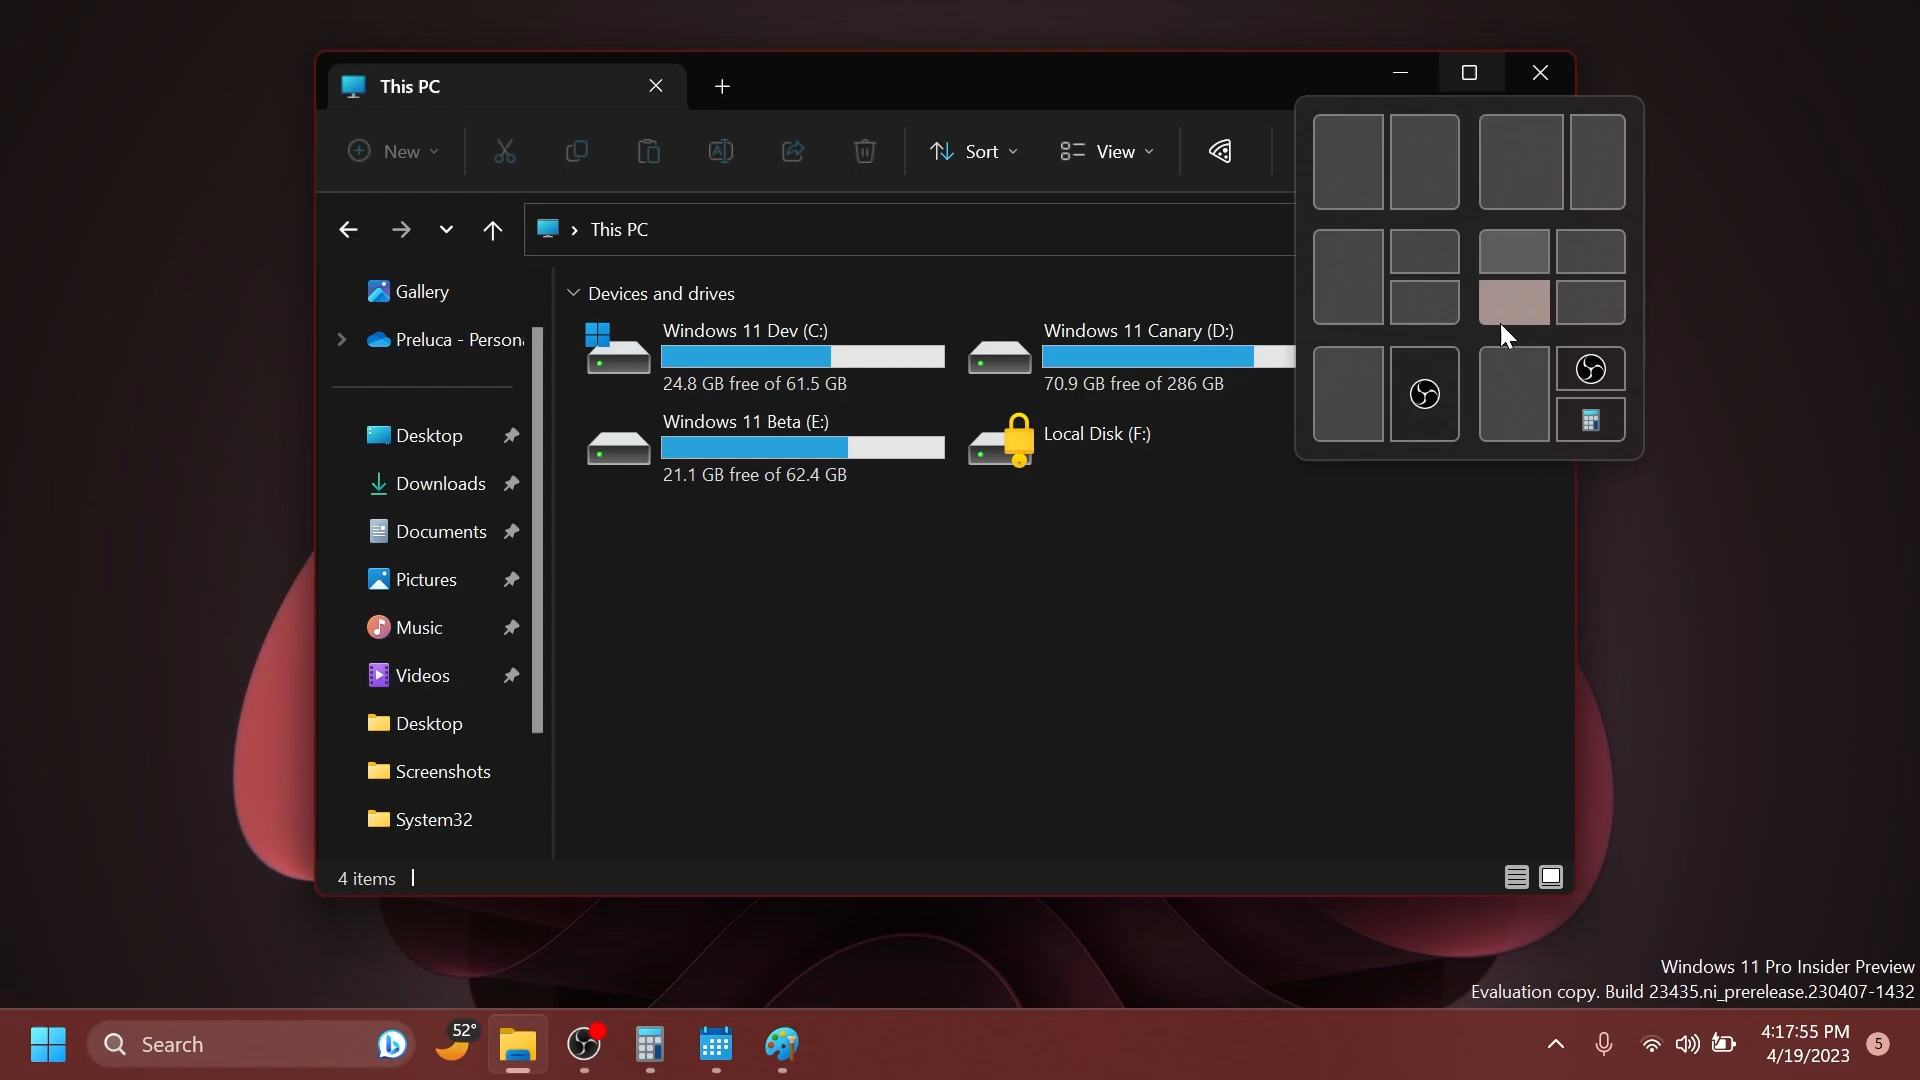 This PC
New
Sort
View
This PC
Gallery
Preluca - Persona
Desktop
Downloads
Documents
Pictures
Music
Videos
Desktop
Screenshots
System32
Devices and drives
Windows 11 Dev (C:)
24.8 GB free of 61.5 GB
Windows 11 Canary (D:)
70.9 GB free of 286 GB
Windows 11 Beta (E:)
21.1 GB free of 62.4 GB
Local Disk (F:)
4 items
Windows 11 Pro Insider Preview
Evaluation copy. Build 23435.ni_prerelease.230407-1432
Search
52°
4:17:55 PM
4/19/2023
5